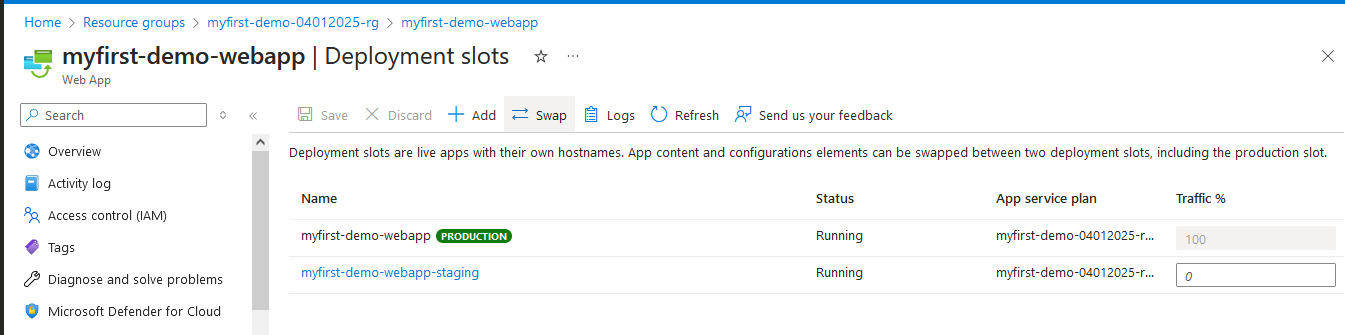 Home > Resource groups > myfirst-demo-04012025-rg > myfirst-demo-webapp
myfirst-demo-webapp | Deployment slots
Web App
Search
Save Discard Add Swap Logs Refresh Send us your feedback
Overview
Activity log
Access control (IAM)
Tags
Diagnose and solve problems
Microsoft Defender for Cloud
Deployment slots are live apps with their own hostnames. App content and configurations elements can be swapped between two deployment slots, including the production slot.
Name Status App service plan Traffic %
myfirst-demo-webapp PRODUCTION Running myfirst-demo-04012025-r... 100
myfirst-demo-webapp-staging Running myfirst-demo-04012025-r... 0